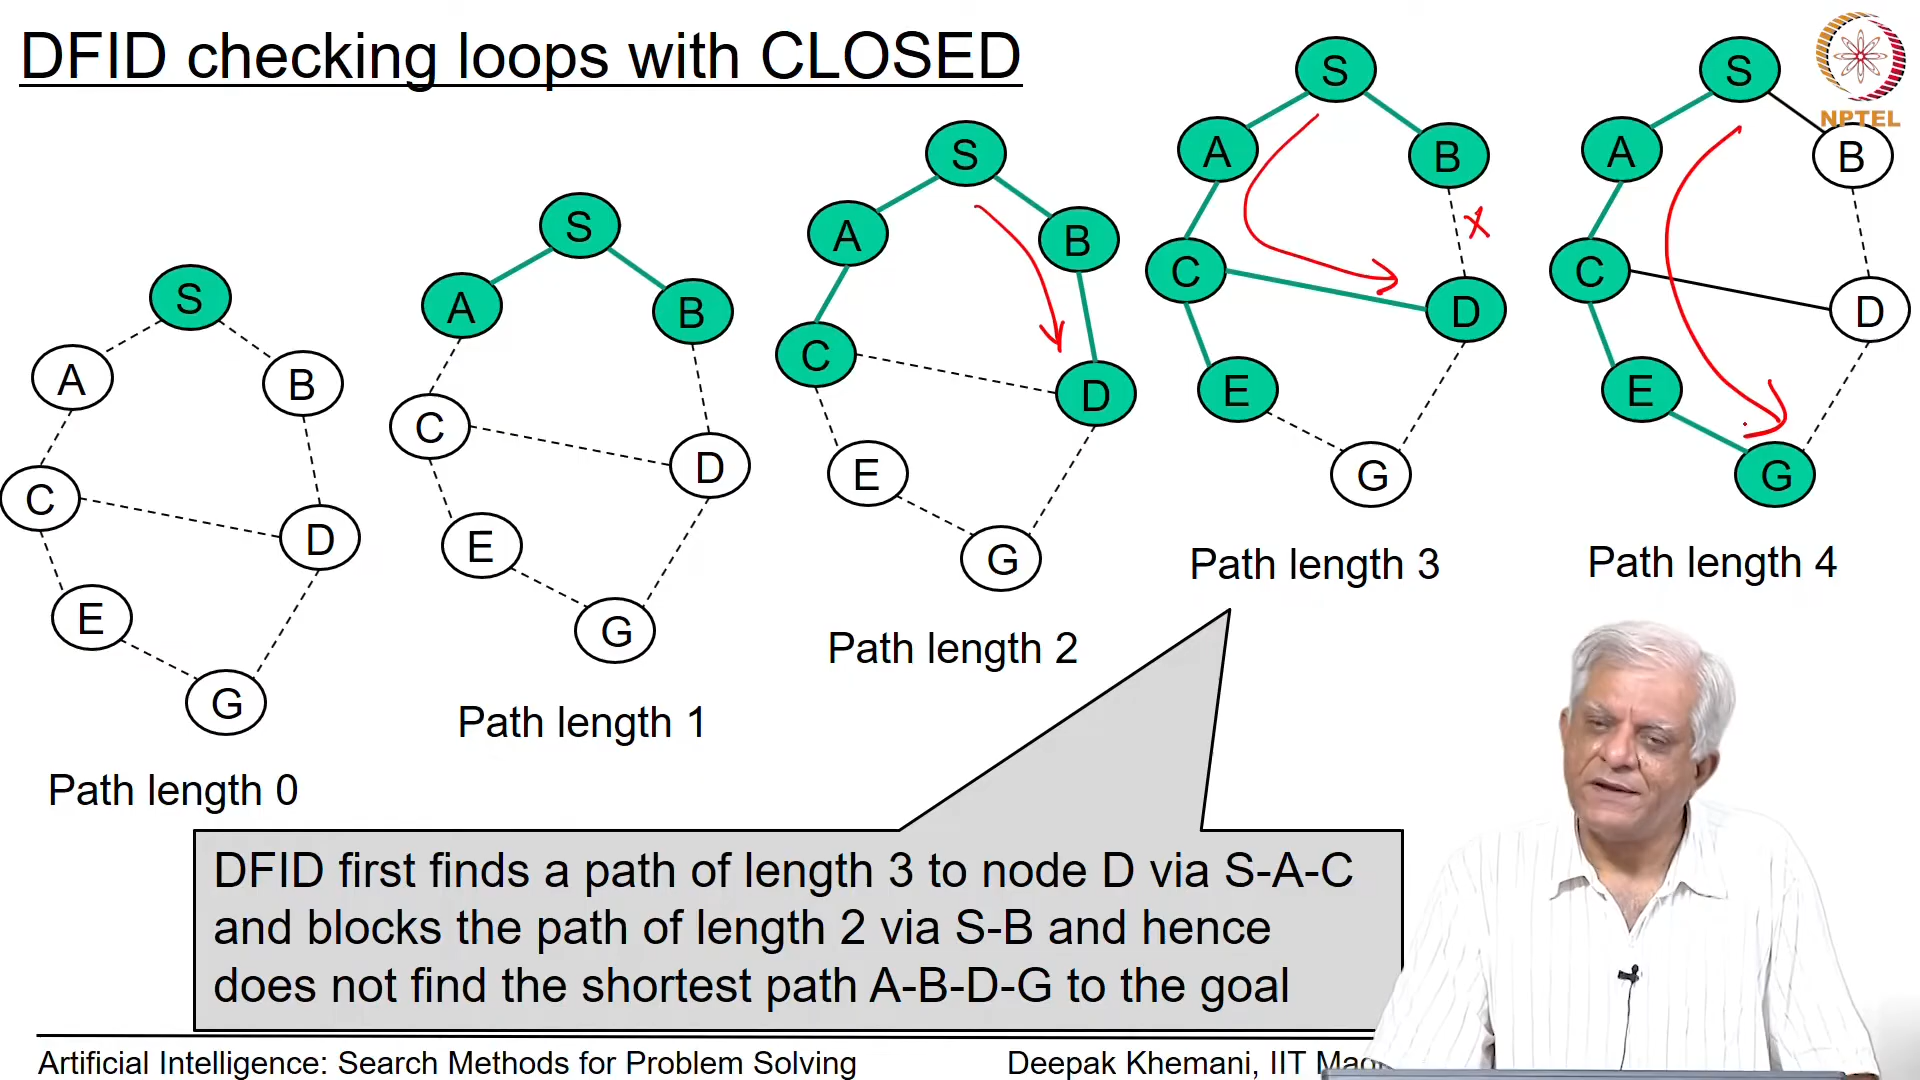 DFID checking loops with CLOSED
NPTEL
S
A
B
C
D
E
G
Path length 0
S
A
B
C
D
E
G
Path length 1
S
A
B
C
D
E
G
Path length 2
S
A
B
C
D
E
G
Path length 3
S
A
B
C
D
E
G
Path length 4
DFID first finds a path of length 3 to node D via S-A-C
and blocks the path of length 2 via S-B and hence
does not find the shortest path A-B-D-G to the goal
Artificial Intelligence: Search Methods for Problem Solving
Deepak Khemani, IIT